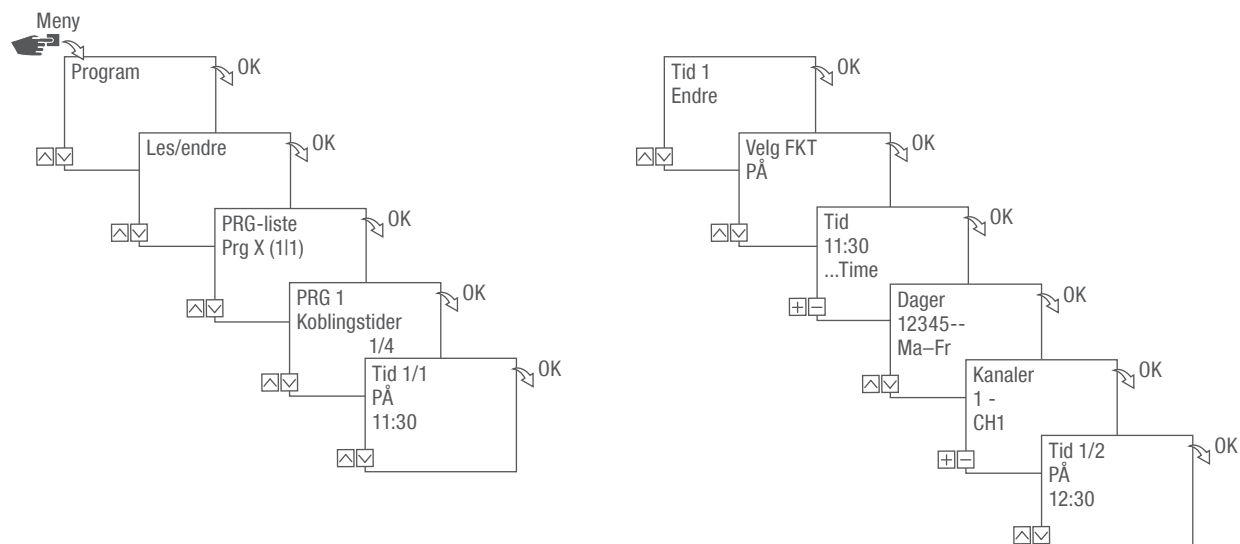 Meny
Program
OK
Les/endre
OK
PRG-liste
Prg X (1|1)
OK
PRG 1
Koblingstider
1/4
OK
Tid 1/1
PÅ
11:30
OK
Tid 1
Endre
OK
Velg FKT
PÅ
OK
Tid
11:30
...Time
OK
Dager
12345--
Ma–Fr
OK
Kanaler
1 -
CH1
OK
Tid 1/2
PÅ
12:30
OK